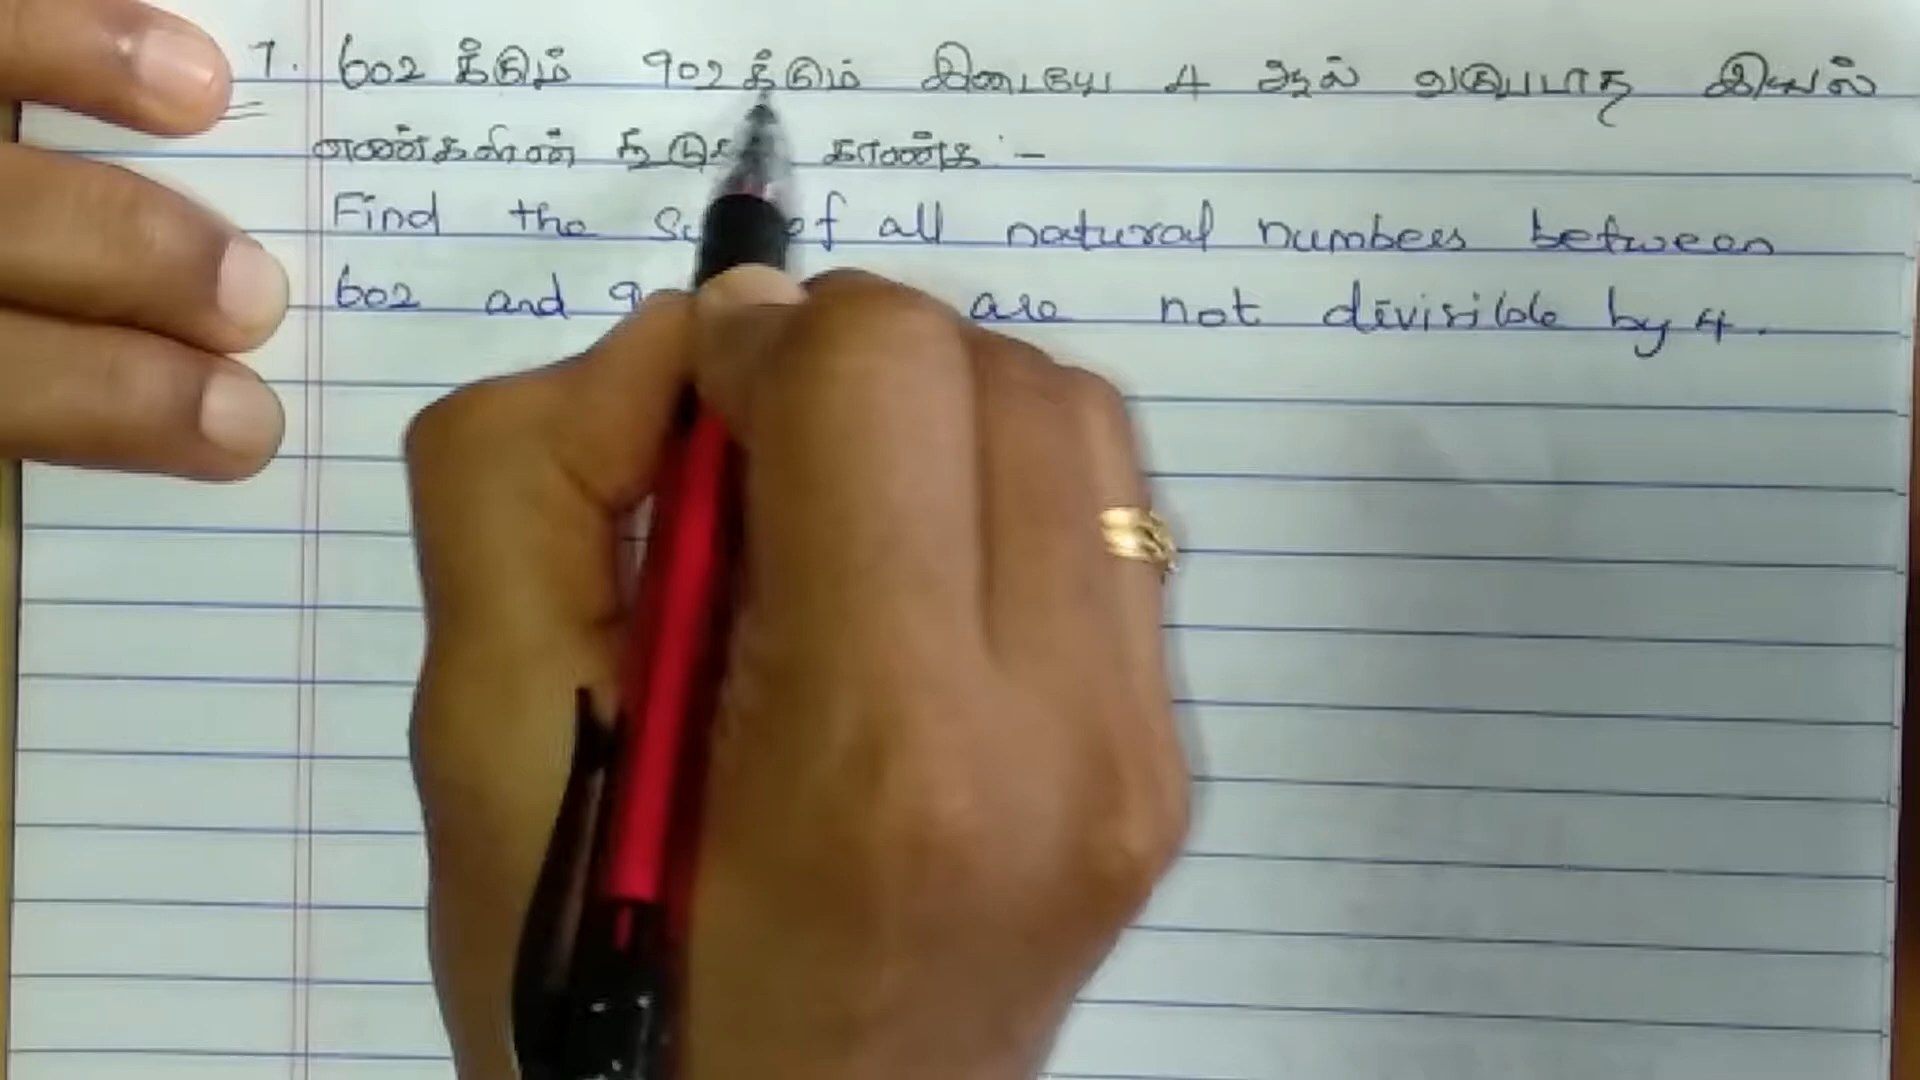 7. 602 க்கும் 902 க்கும் இடையே 4 ஆல் வகுபடாத இயல்
எண்களின் காண்க :-
Find the of all natural numbers between
602 and are not divisible by 4.